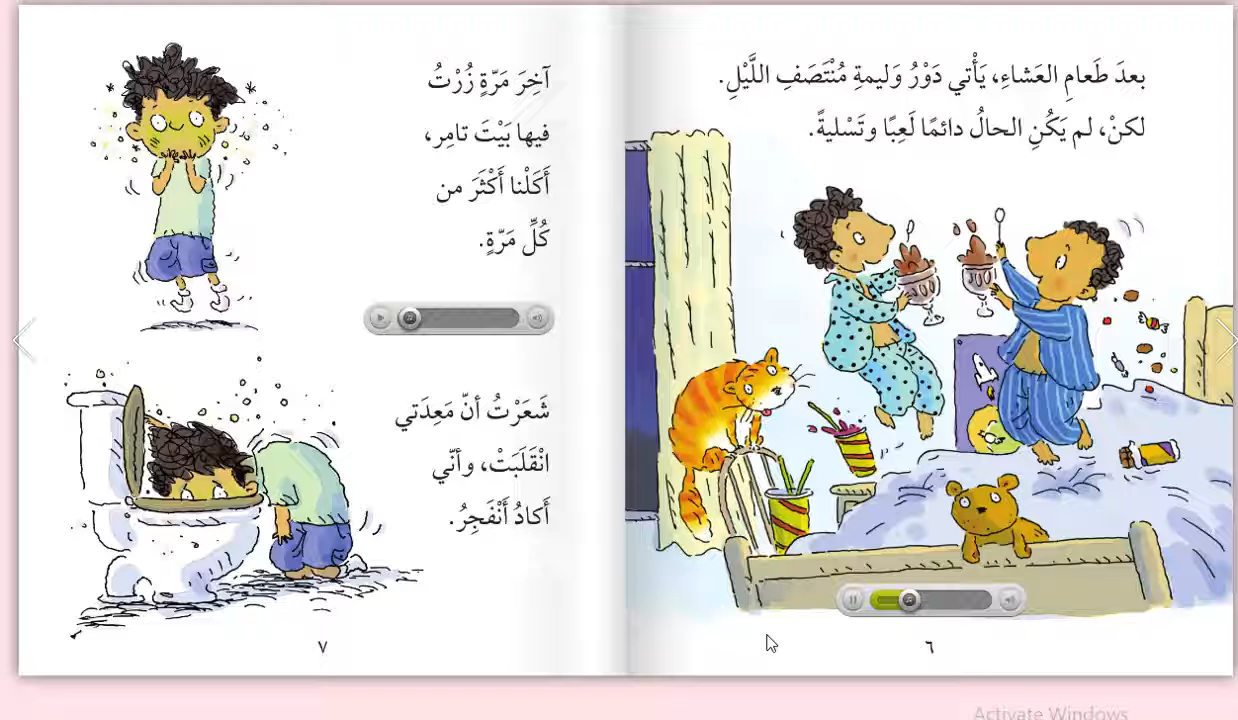 بعدَ طَعامِ العَشاءِ، يَأْتي دَوْرُ وَليمةِ مُنْتَصَفِ اللَّيْلِ.
لكنْ، لم يَكُنِ الحالُ دائمًا لَعِبًا وتَسْليةً.
٦
آخِرَ مَرّةٍ زُرْتُ
فيها بَيْتَ تامِر،
أَكَلْنا أَكْثَرَ من
كُلِّ مَرّةٍ.
شَعَرْتُ أنّ مَعِدَتي
انْقَلَبَتْ، وأنّي
أَكادُ أَنْفَجِرُ.
٧
Activate Windows